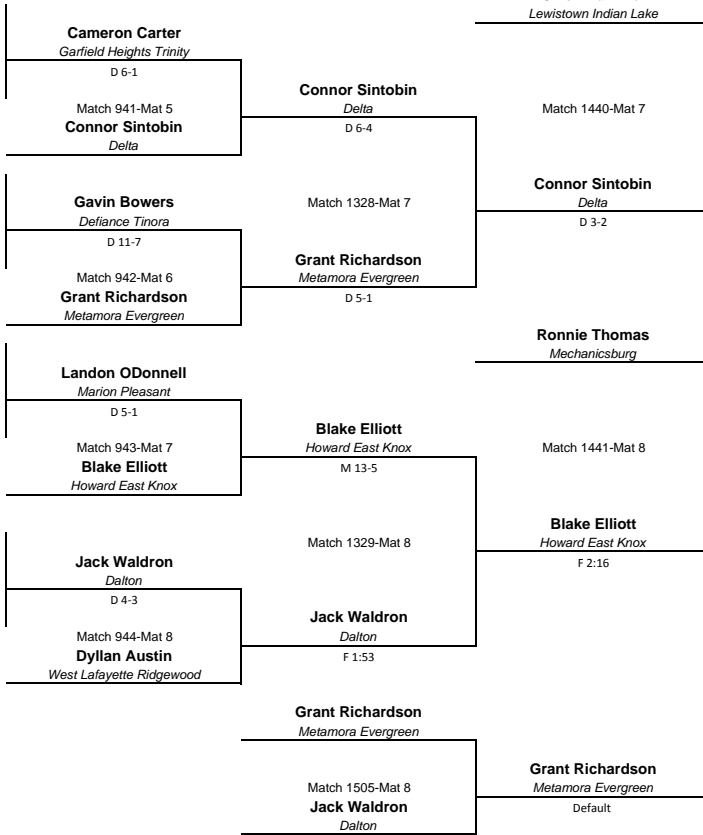 Lewistown Indian Lake
Cameron Carter
Garfield Heights Trinity
D 6-1
Match 941-Mat 5
Connor Sintobin
Delta
Connor Sintobin
Delta
D 6-4
Match 1440-Mat 7
Gavin Bowers
Defiance Tinora
D 11-7
Match 942-Mat 6
Grant Richardson
Metamora Evergreen
Match 1328-Mat 7
Grant Richardson
Metamora Evergreen
D 5-1
Connor Sintobin
Delta
D 3-2
Ronnie Thomas
Mechanicsburg
Landon ODonnell
Marion Pleasant
D 5-1
Match 943-Mat 7
Blake Elliott
Howard East Knox
Blake Elliott
Howard East Knox
M 13-5
Match 1441-Mat 8
Jack Waldron
Dalton
D 4-3
Match 944-Mat 8
Dyllan Austin
West Lafayette Ridgewood
Match 1329-Mat 8
Jack Waldron
Dalton
F 1:53
Blake Elliott
Howard East Knox
F 2:16
Grant Richardson
Metamora Evergreen
Match 1505-Mat 8
Jack Waldron
Dalton
Grant Richardson
Metamora Evergreen
Default